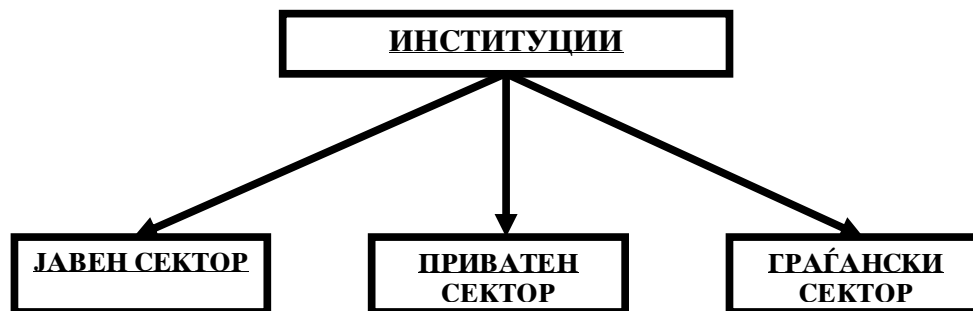 ИНСТИТУЦИИ
ЈАВЕН СЕКТОР
ПРИВАТЕН
СЕКТОР
ГРАЃАНСКИ
СЕКТОР